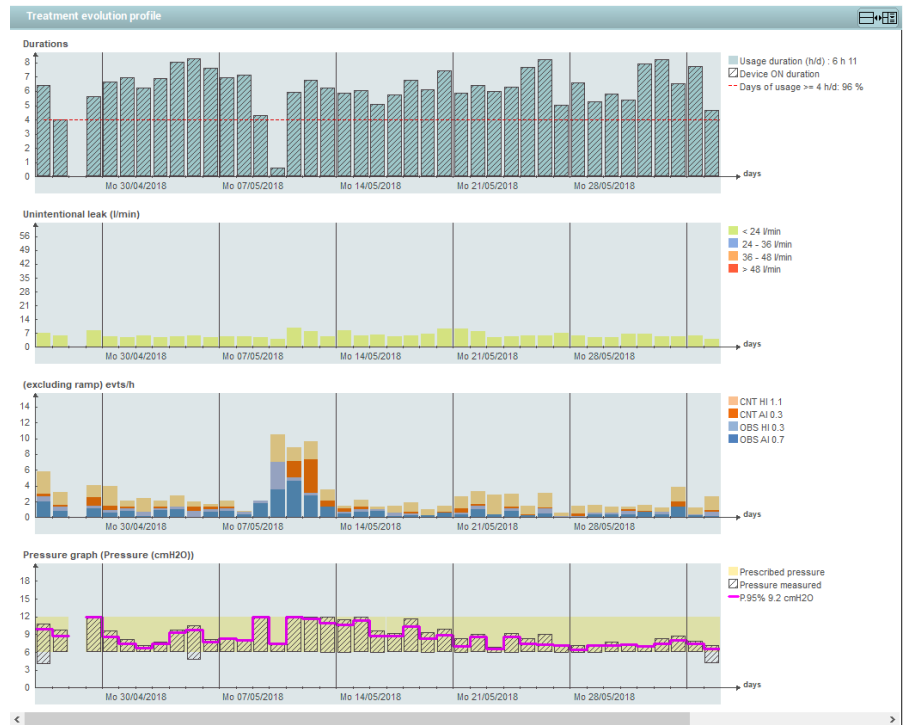 Treatment evolution profile
Durations
8
7
6
5
4
3
2
1
0
Mo 30/04/2018 Mo 07/05/2018 Mo 14/05/2018 Mo 21/05/2018 Mo 28/05/2018
days
Usage duration (h/d) : 6 h 11
Device ON duration
Days of usage >= 4 h/d: 96 %
Unintentional leak (l/min)
56
49
42
35
28
21
14
7
0
Mo 30/04/2018 Mo 07/05/2018 Mo 14/05/2018 Mo 21/05/2018 Mo 28/05/2018
days
< 24 l/min
24 - 36 l/min
36 - 48 l/min
> 48 l/min
(excluding ramp) evts/h
14
12
10
8
6
4
2
0
Mo 30/04/2018 Mo 07/05/2018 Mo 14/05/2018 Mo 21/05/2018 Mo 28/05/2018
days
CNT HI 1.1
CNT AI 0.3
OBS HI 0.3
OBS AI 0.7
Pressure graph (Pressure (cmH2O))
18
15
12
9
6
3
0
Mo 30/04/2018 Mo 07/05/2018 Mo 14/05/2018 Mo 21/05/2018 Mo 28/05/2018
days
Prescribed pressure
Pressure measured
P.95% 9.2 cmH2O